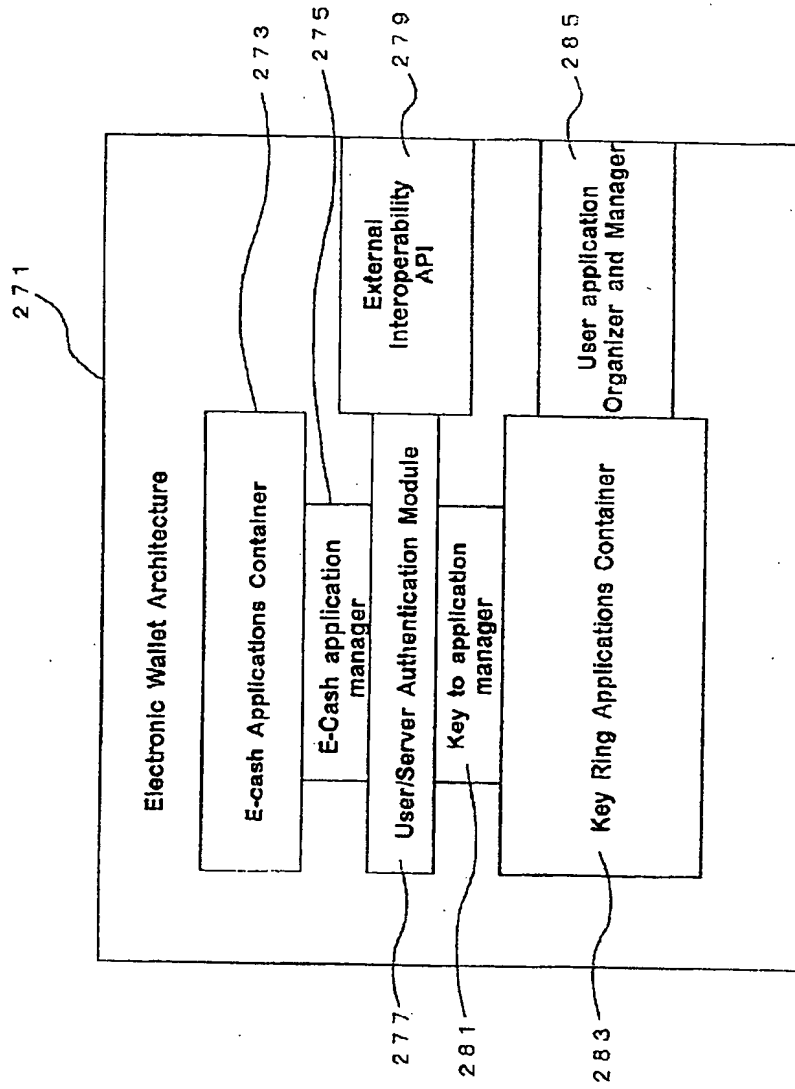 271
Electronic Wallet Architecture
273
E-cash Applications Container
275
E-Cash application
manager
277
User/Server Authentication Module
279
External
Interoperability
API
281
Key to application
manager
283
Key Ring Applications Container
285
User application
Organizer and Manager